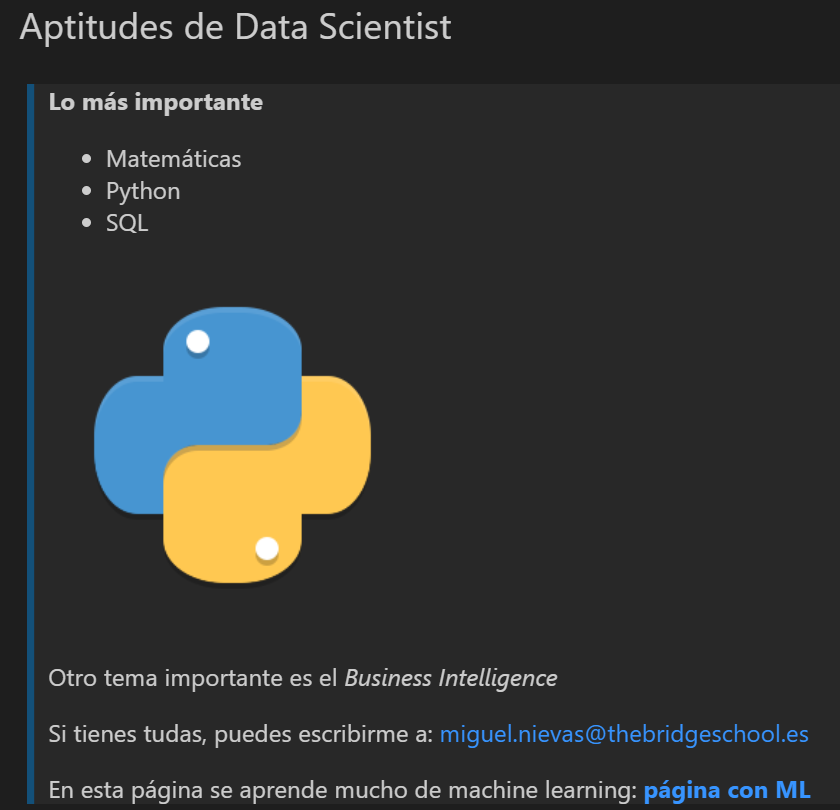 Aptitudes de Data Scientist
Lo más importante
Matemáticas
Python
SQL
Otro tema importante es el Business Intelligence
Si tienes tudas, puedes escribirme a: miguel.nievas@thebridgeschool.es
En esta página se aprende mucho de machine learning: página con ML